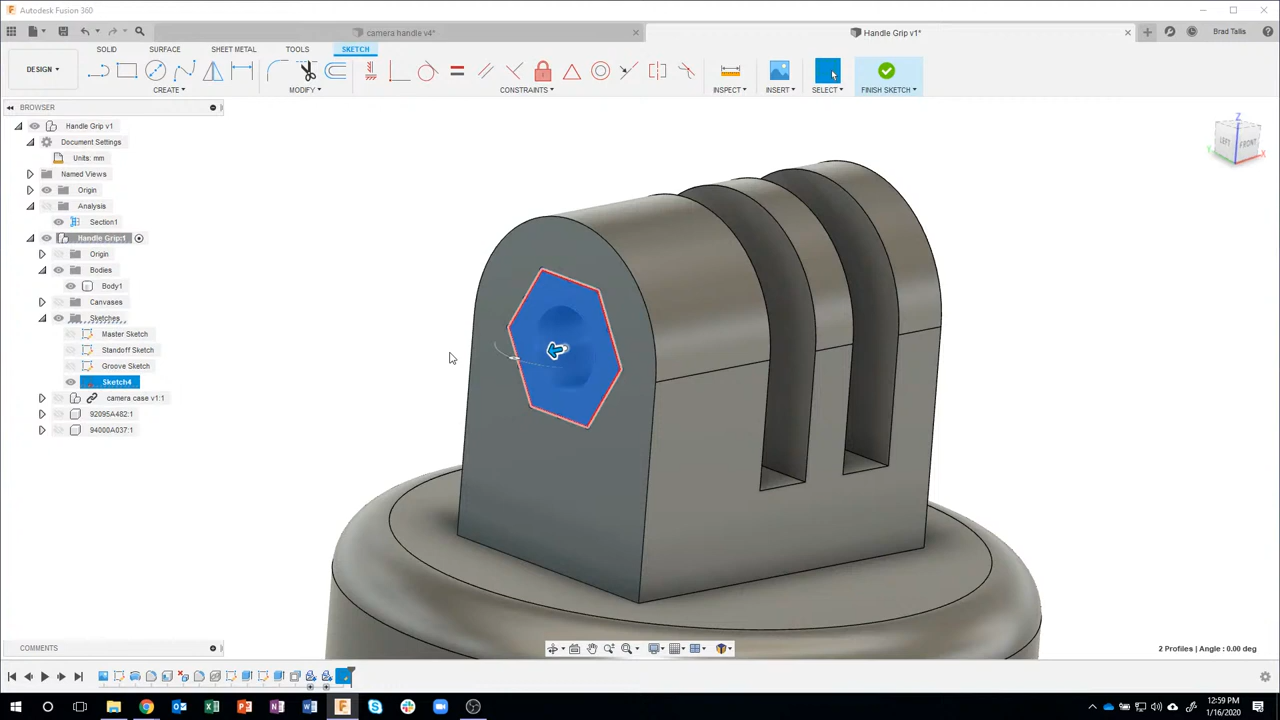 Autodesk Fusion 360
camera handle v4*
Handle Grip v1*
Brad Tallis
DESIGN
SOLID
SURFACE
SHEET METAL
TOOLS
SKETCH
CREATE
MODIFY
CONSTRAINTS
INSPECT
INSERT
SELECT
FINISH SKETCH
BROWSER
Handle Grip v1
Document Settings
Units: mm
Named Views
Origin
Analysis
Section1
Handle Grip:1
Origin
Bodies
Body1
Canvases
Sketches
Master Sketch
Standoff Sketch
Groove Sketch
Sketch4
camera case v1:1
92095A482:1
94000A037:1
Z
LEFT
FRONT
Y
X
COMMENTS
2 Profiles | Angle : 0.00 deg
12:59 PM
1/16/2020